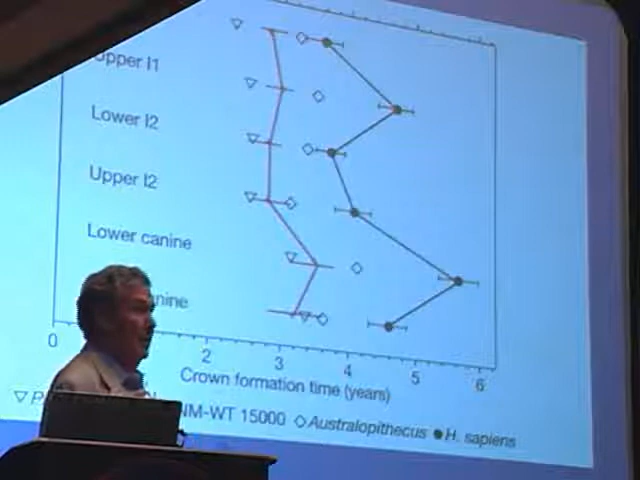 Upper I1
Lower I2
Upper I2
Lower canine
nine
0 2 3 4 5 6
Crown formation time (years)
▽P NM-WT 15000 ◇Australopithecus ●H. sapiens